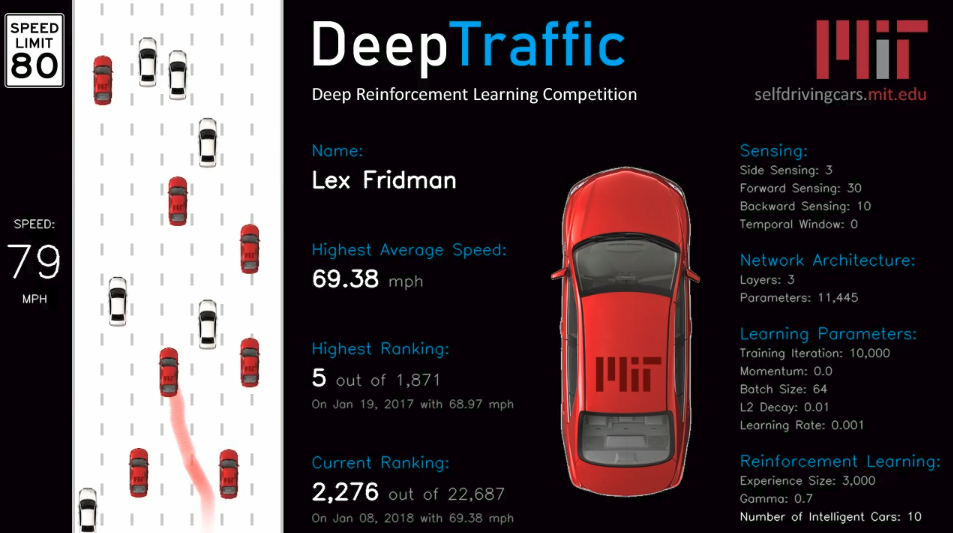 SPEED
LIMIT
80
SPEED:
79
MPH
DeepTraffic
Deep Reinforcement Learning Competition
MIT
selfdrivingcars.mit.edu
Name:
Lex Fridman
Highest Average Speed:
69.38 mph
Highest Ranking:
5 out of 1,871
On Jan 19, 2017 with 68.97 mph
Current Ranking:
2,276 out of 22,687
On Jan 08, 2018 with 69.38 mph
MIT
Sensing:
Side Sensing: 3
Forward Sensing: 30
Backward Sensing: 10
Temporal Window: 0
Network Architecture:
Layers: 3
Parameters: 11,445
Learning Parameters:
Training Iteration: 10,000
Momentum: 0.0
Batch Size: 64
L2 Decay: 0.01
Learning Rate: 0.001
Reinforcement Learning:
Experience Size: 3,000
Gamma: 0.7
Number of Intelligent Cars: 10